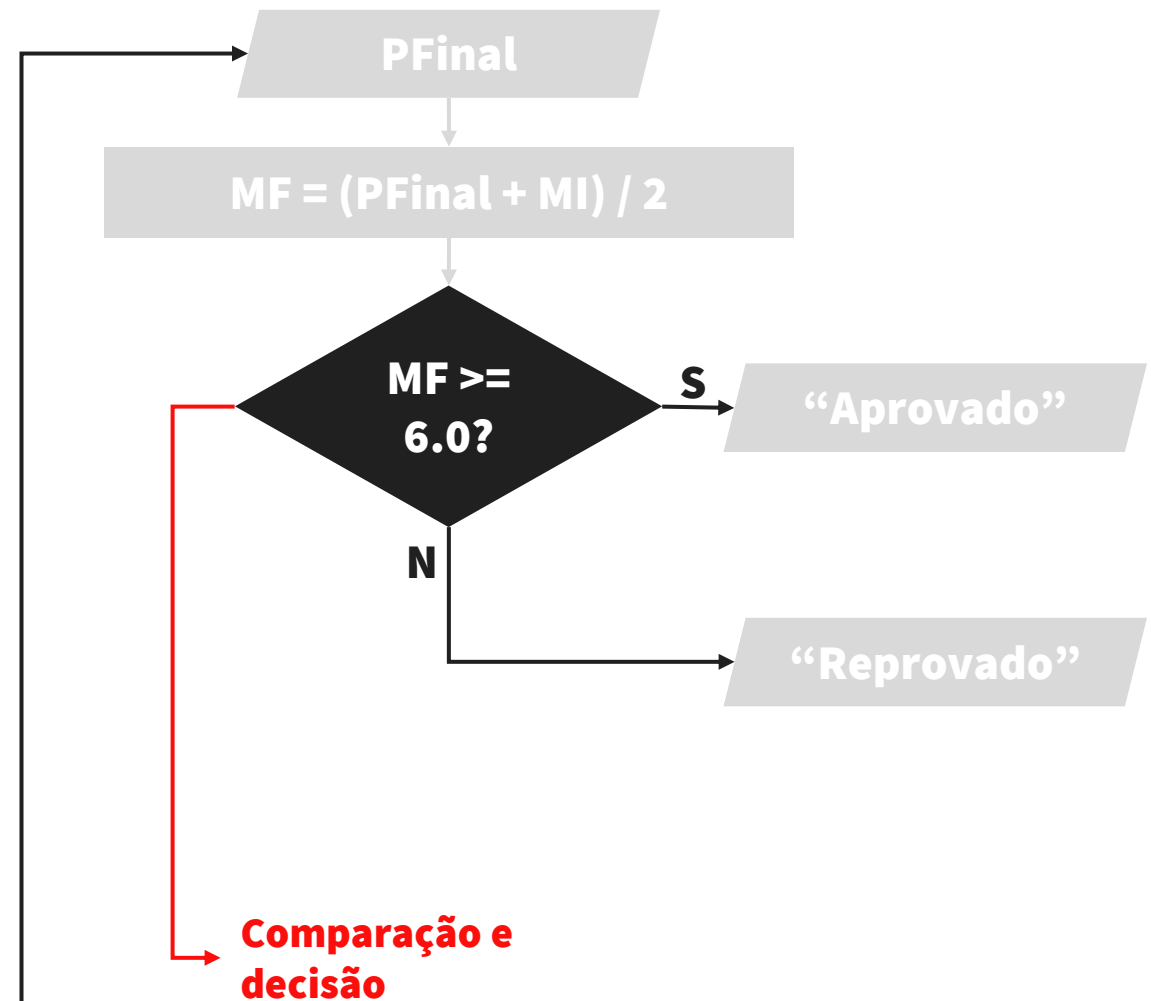 PFinal
MF = (PFinal + MI) / 2
MF >=
6.0?
S
“Aprovado”
N
“Reprovado”
Comparação e
decisão